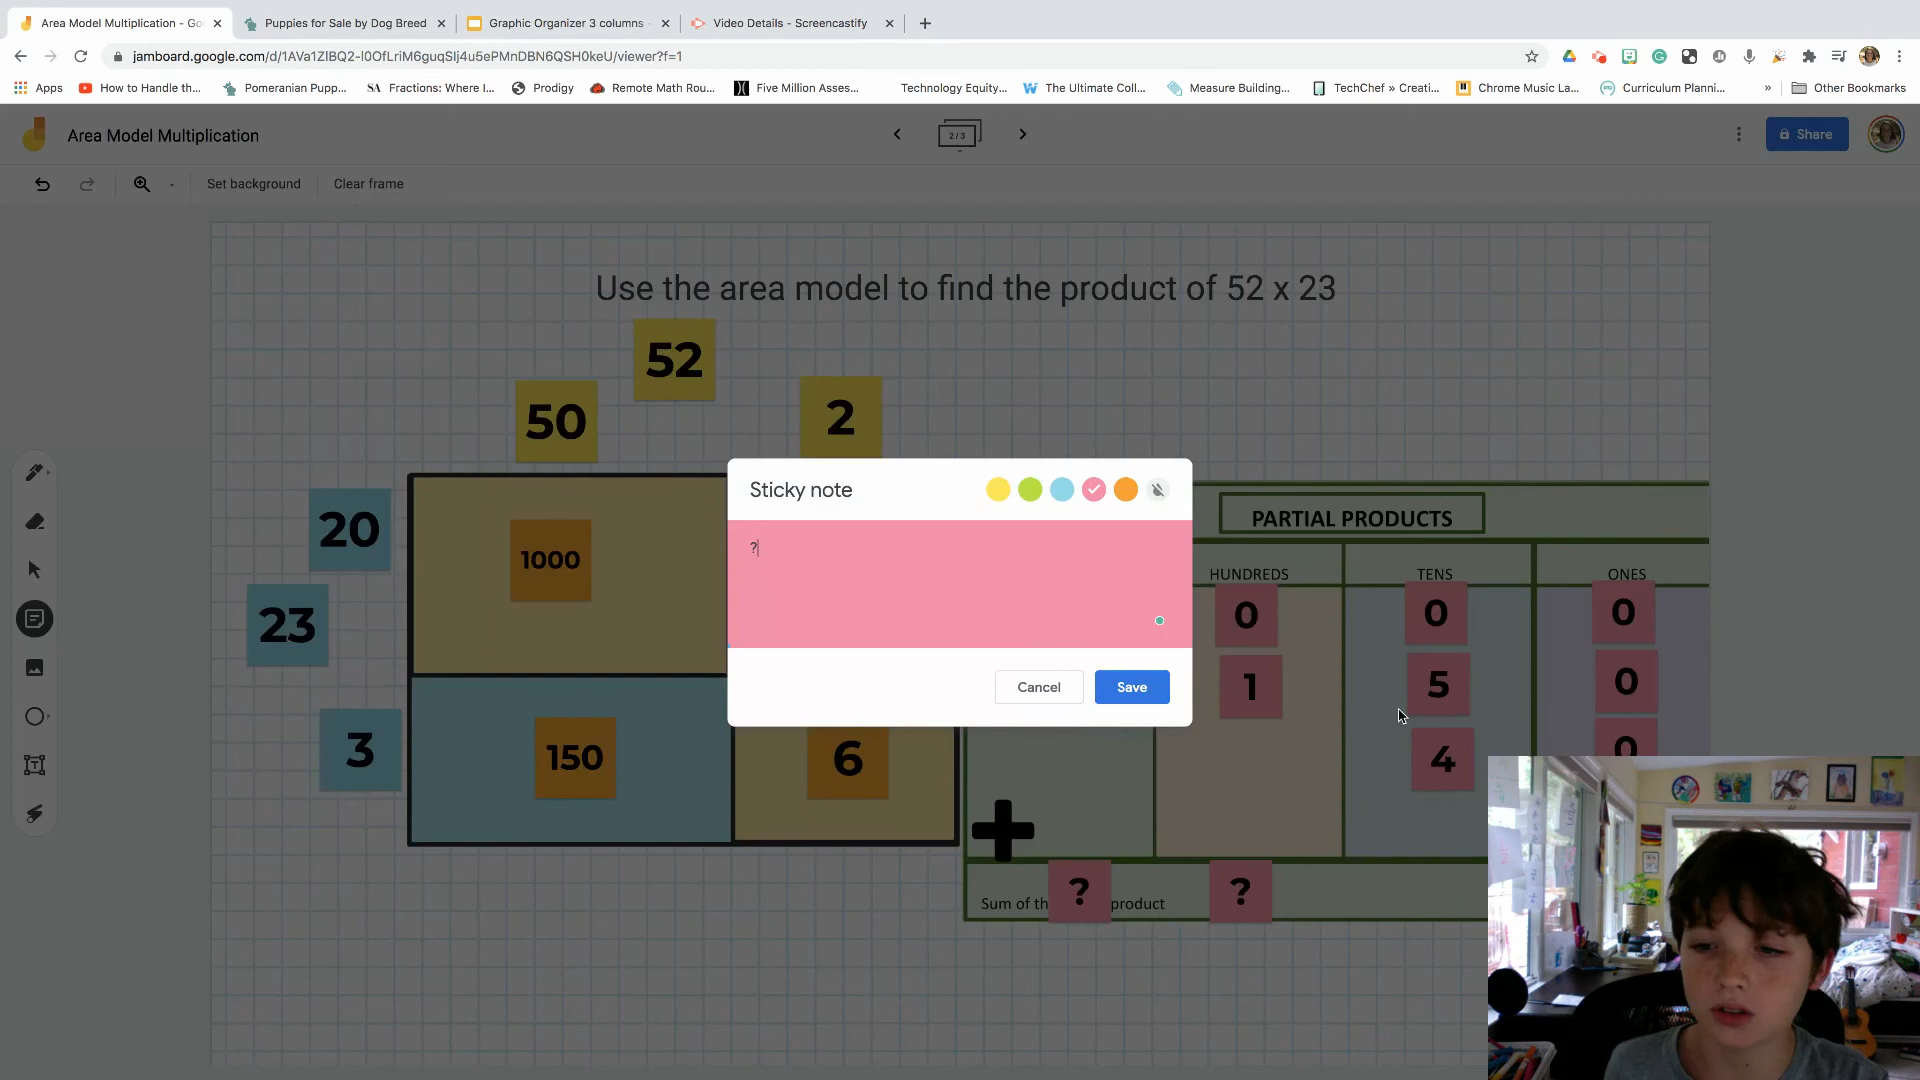 Area Model Multiplication - Goo
Puppies for Sale by Dog Breed
Graphic Organizer 3 columns -
Video Details - Screencastify
jamboard.google.com/d/1AVa1ZlBQ2-l0OfLriM6guqSlj4u5ePMnDBN6QSH0keU/viewer?f=1
Apps
How to Handle th...
Pomeranian Pupp...
SA
Fractions: Where I...
Prodigy
Remote Math Rou...
Five Million Asses...
Technology Equity...
The Ultimate Coll...
Measure Building...
TechChef » Creati...
Chrome Music La...
Curriculum Planni...
»
Other Bookmarks
Area Model Multiplication
2 / 3
Share
Set background
Clear frame
Use the area model to find the product of 52 x 23
52
50
2
20
1000
23
3
150
6
Sticky note
?
Cancel
Save
PARTIAL PRODUCTS
HUNDREDS
TENS
ONES
0
0
0
1
5
0
4
0
+
Sum of th
?
product
?